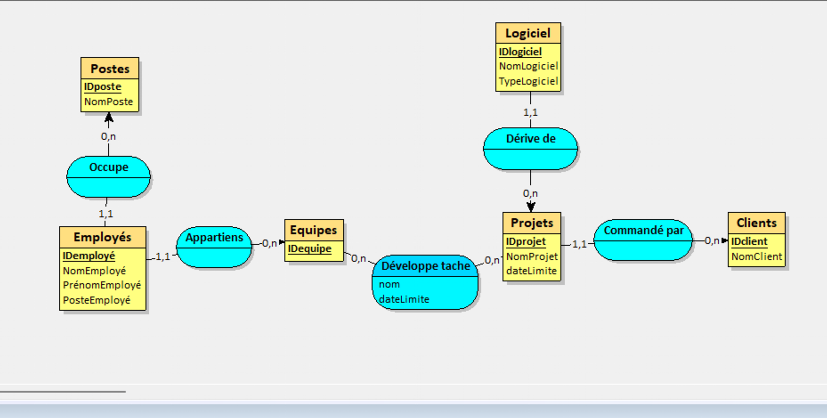 Logiciel
IDlogiciel
NomLogiciel
TypeLogiciel
Postes
IDposte
NomPoste
0,n
1,1
Occupe
Dérive de
1,1
0,n
Employés
IDemployé
NomEmployé
PrénomEmployé
PosteEmployé
1,1
Appartiens
0,n
Equipes
IDequipe
0,n
Développe tache
nom
dateLimite
0,n
Projets
IDprojet
NomProjet
dateLimite
1,1
Commandé par
0,n
Clients
IDclient
NomClient